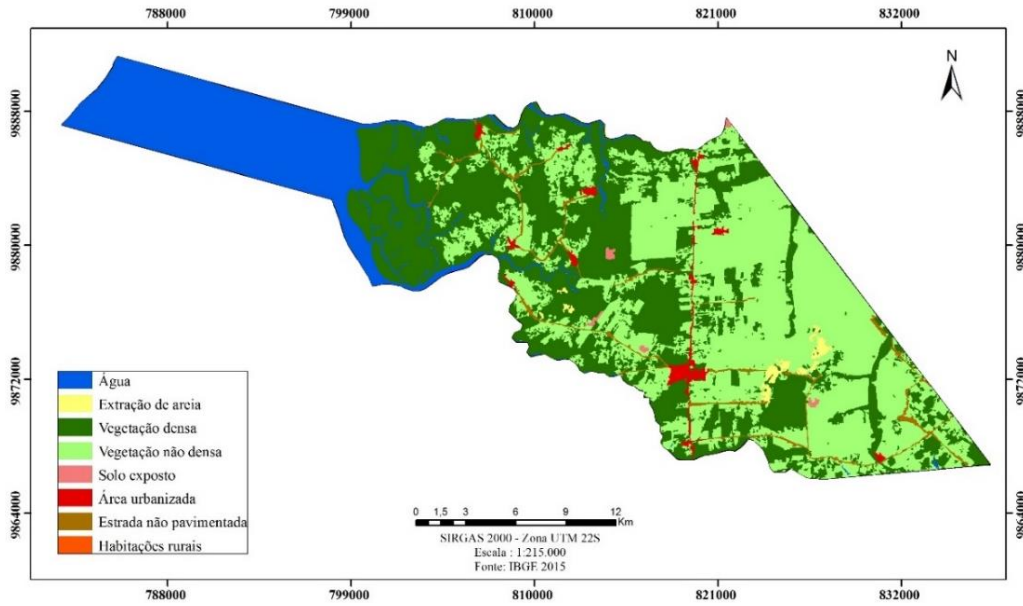 788000 799000 810000 821000 832000
N
9888000 9888000
9880000 9880000
9872000 9872000
9864000 9864000
Água
Extração de areia
Vegetação densa
Vegetação não densa
Solo exposto
Área urbanizada
Estrada não pavimentada
Habitações rurais
0 1,5 3 6 9 12
Km
SIRGAS 2000 - Zona UTM 22S
Escala : 1:215.000
Fonte: IBGE 2015
788000 799000 810000 821000 832000